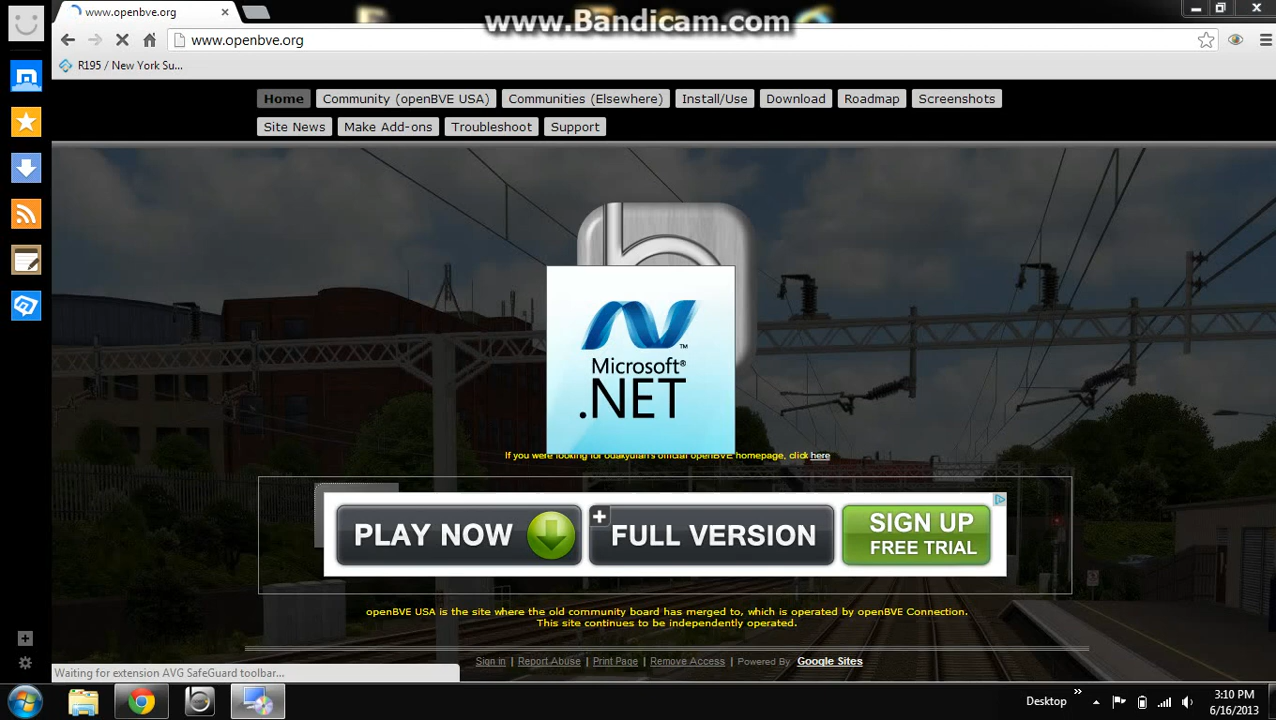 www.Bandicam.com
www.openbve.org
www.openbve.org
R195 / New York Su...
Home Community (openBVE USA) Communities (Elsewhere) Install/Use Download Roadmap Screenshots
Site News Make Add-ons Troubleshoot Support
Microsoft®
.NET
TM
If you were looking for odakyufan's official openBVE homepage, click here
PLAY NOW FULL VERSION SIGN UP
FREE TRIAL
openBVE USA is the site where the old community board has merged to, which is operated by openBVE Connection.
This site continues to be independently operated.
Sign in | Report Abuse | Print Page | Remove Access | Powered By Google Sites
Waiting for extension AVG SafeGuard toolbar...
Desktop
3:10 PM
6/16/2013